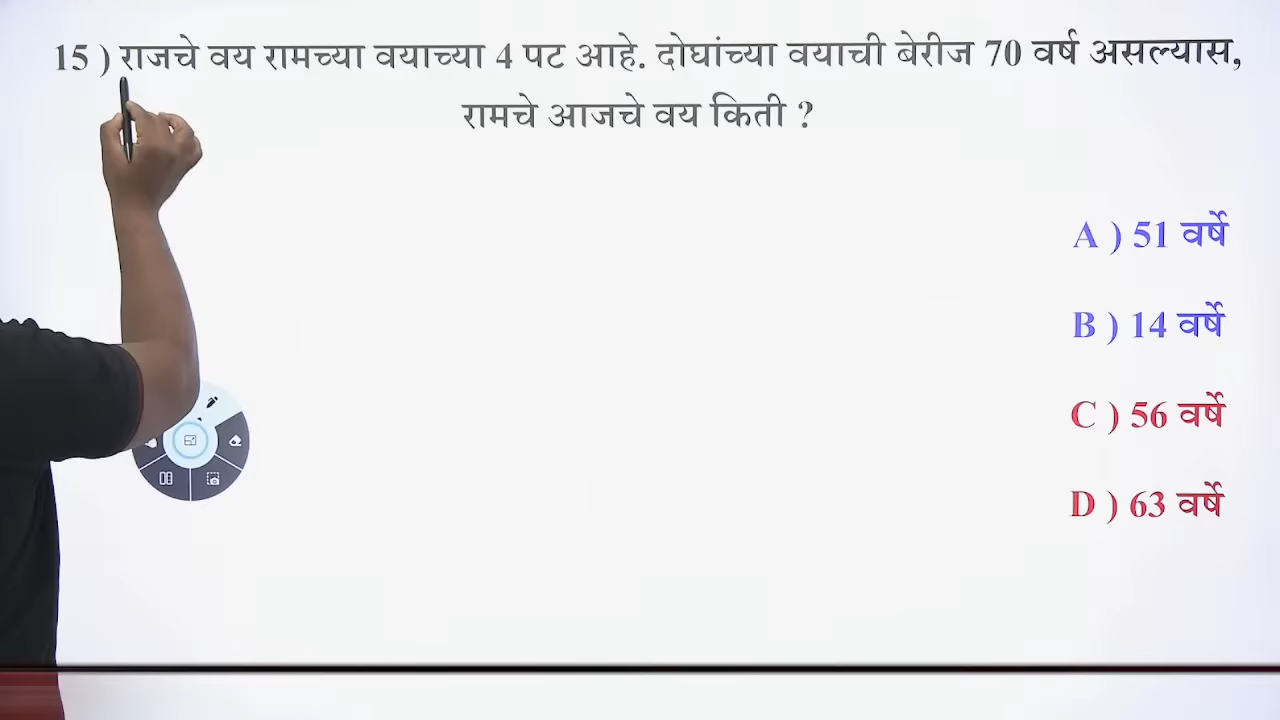 15 ) राजचे वय रामच्या वयाच्या 4 पट आहे. दोघांच्या वयाची बेरीज 70 वर्ष असल्यास,
रामचे आजचे वय किती ?
A ) 51 वर्षे
B ) 14 वर्षे
C ) 56 वर्षे
D ) 63 वर्षे